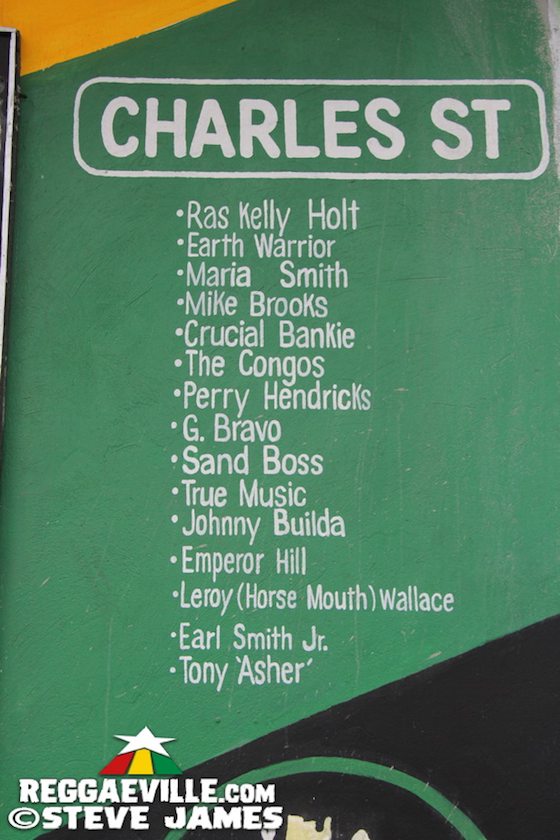 CHARLES ST
•Ras Kelly Holt
•Earth Warrior
•Maria Smith
•Mike Brooks
•Crucial Bankie
•The Congos
•Perry Hendricks
•G. Bravo
•Sand Boss
•True Music
•Johnny Builda
•Emperor Hill
•Leroy (Horse Mouth) Wallace
•Earl Smith Jr.
•Tony 'Asher'
REGGAEVILLE.COM
©STEVE JAMES